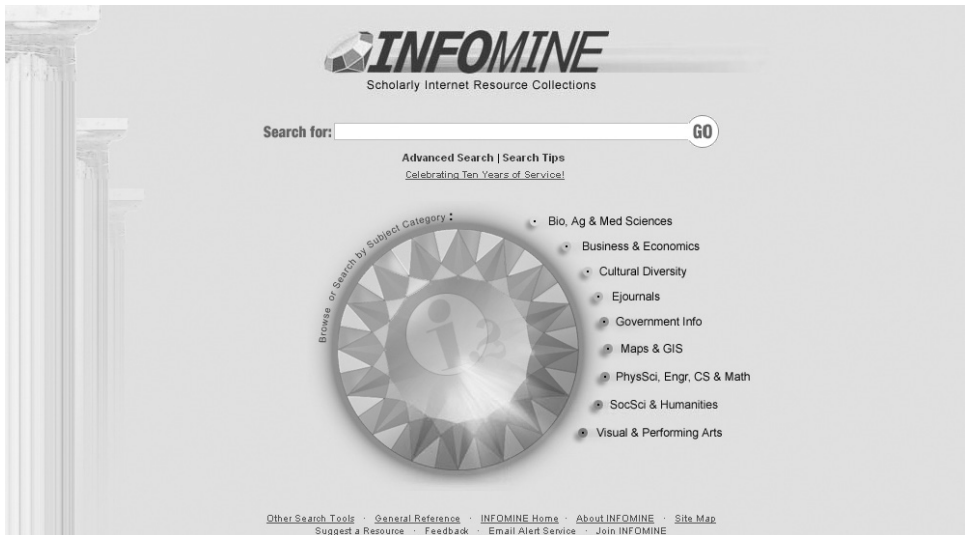 INFOMINE
Scholarly Internet Resource Collections
Search for: GO
Advanced Search | Search Tips
Celebrating Ten Years of Service!
Browse or Search by Subject Category :
Bio, Ag & Med Sciences
Business & Economics
Cultural Diversity
Ejournals
Government Info
Maps & GIS
PhysSci, Engr, CS & Math
SocSci & Humanities
Visual & Performing Arts
i
Other Search Tools · General Reference · INFOMINE Home · About INFOMINE · Site Map
Suggest a Resource · Feedback · Email Alert Service · Join INFOMINE